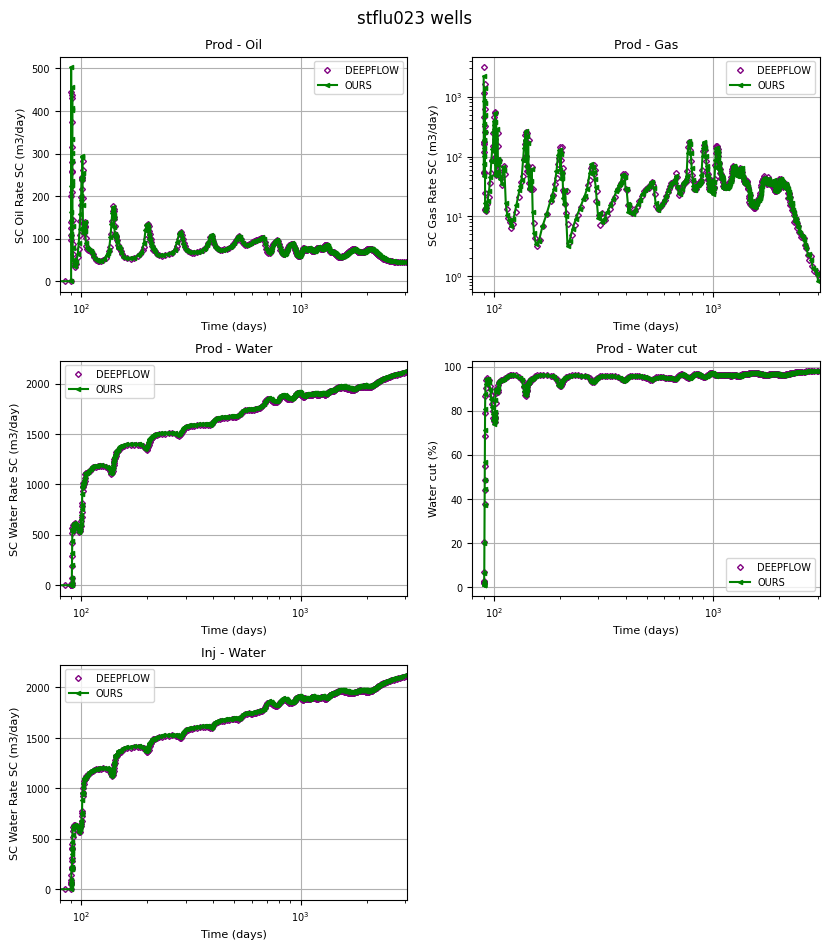 stflu023 wells
Prod - Oil
SC Oil Rate SC (m3/day)
500
400
300
200
100
0
DEEPFLOW
OURS
10²
10³
Time (days)
Prod - Gas
SC Gas Rate SC (m3/day)
10³
10²
10¹
10⁰
DEEPFLOW
OURS
10²
10³
Time (days)
Prod - Water
SC Water Rate SC (m3/day)
2000
1500
1000
500
0
DEEPFLOW
OURS
10²
10³
Time (days)
Prod - Water cut
Water cut (%)
100
80
60
40
20
0
DEEPFLOW
OURS
10²
10³
Time (days)
Inj - Water
SC Water Rate SC (m3/day)
2000
1500
1000
500
0
DEEPFLOW
OURS
10²
10³
Time (days)